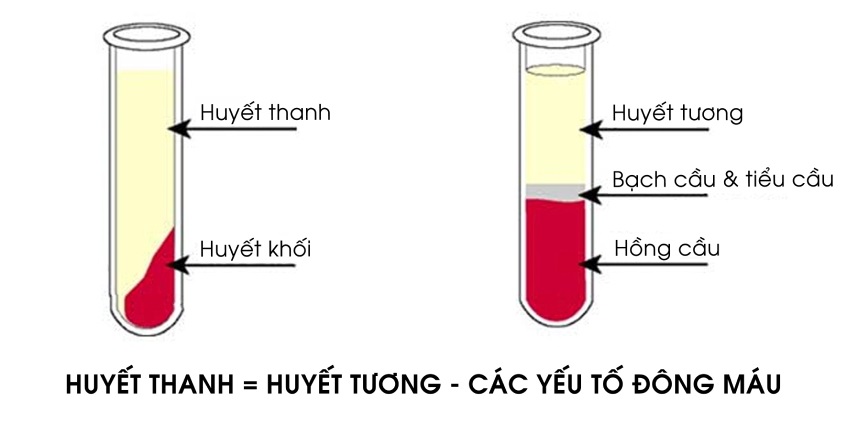 Huyết thanh
Huyết khối
Huyết tương
Bạch cầu & tiểu cầu
Hồng cầu
HUYẾT THANH = HUYẾT TƯƠNG - CÁC YẾU TỐ ĐÔNG MÁU